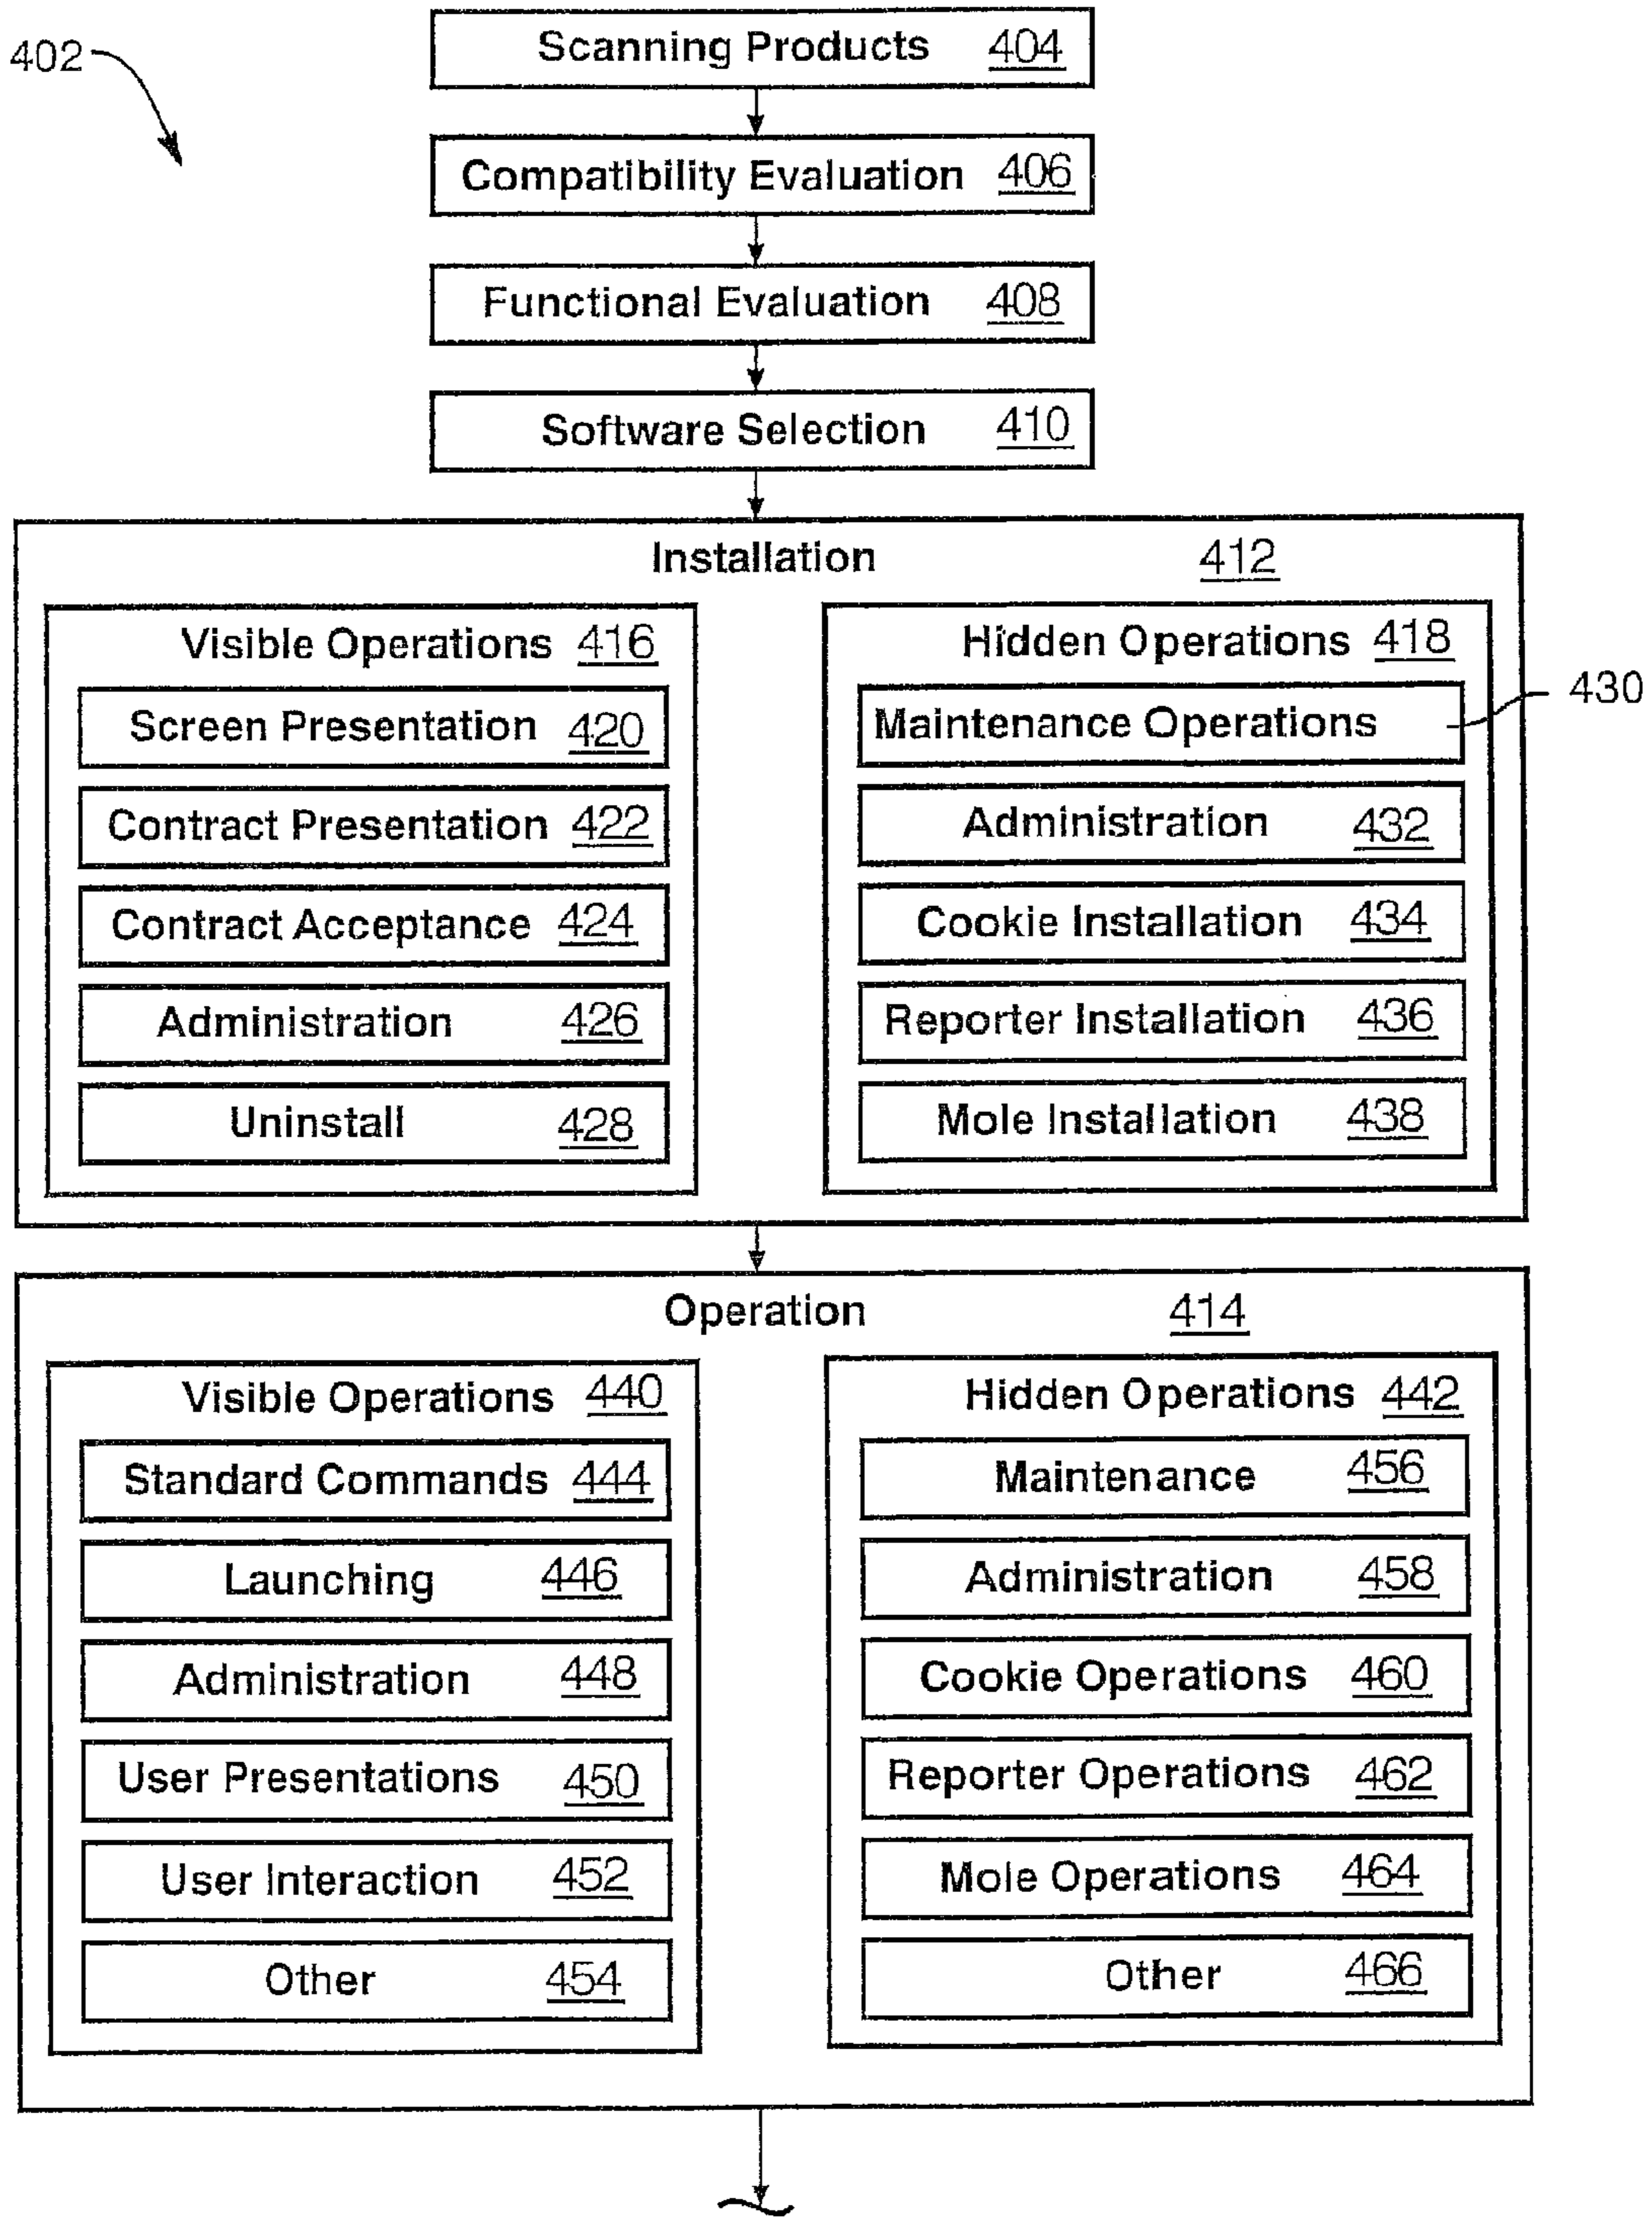 402
Scanning Products 404
Compatibility Evaluation 406
Functional Evaluation 408
Software Selection 410
Installation 412
Visible Operations 416
Screen Presentation 420
Contract Presentation 422
Contract Acceptance 424
Administration 426
Uninstall 428
Hidden Operations 418
Maintenance Operations 430
Administration 432
Cookie Installation 434
Reporter Installation 436
Mole Installation 438
Operation 414
Visible Operations 440
Standard Commands 444
Launching 446
Administration 448
User Presentations 450
User Interaction 452
Other 454
Hidden Operations 442
Maintenance 456
Administration 458
Cookie Operations 460
Reporter Operations 462
Mole Operations 464
Other 466